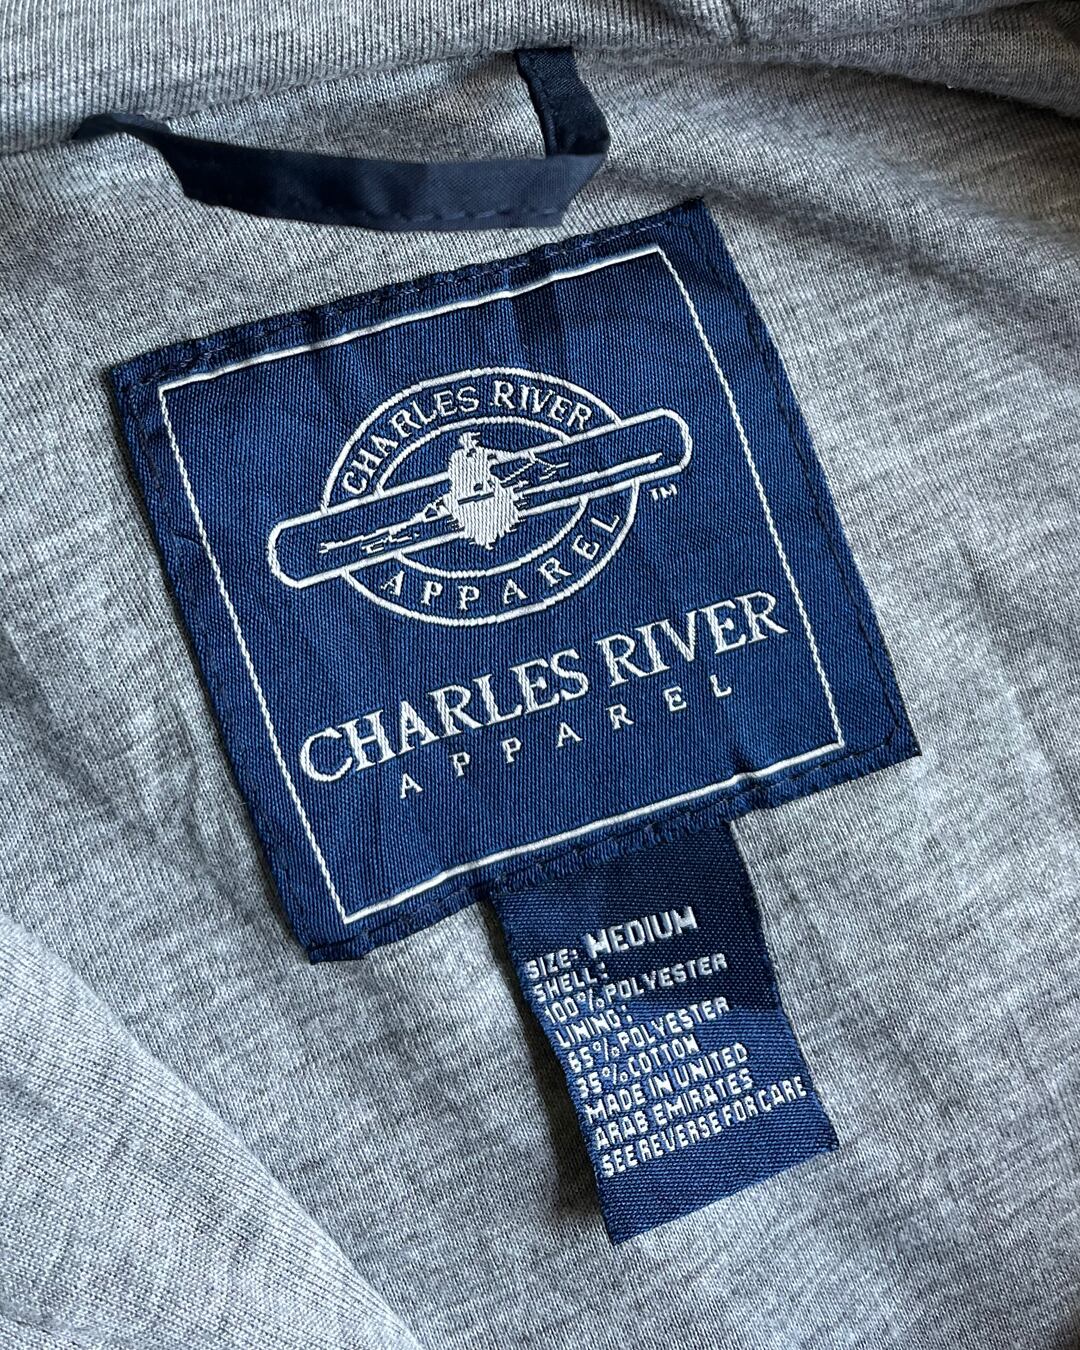 CHARLES RIVER
APPAREL
TM
CHARLES RIVER
APPAREL
SIZE: MEDIUM
SHELL:
100% POLYESTER
LINING:
65% POLYESTER
35% COTTON
MADE IN UNITED
ARAB EMIRATES
SEE REVERSE FOR CARE